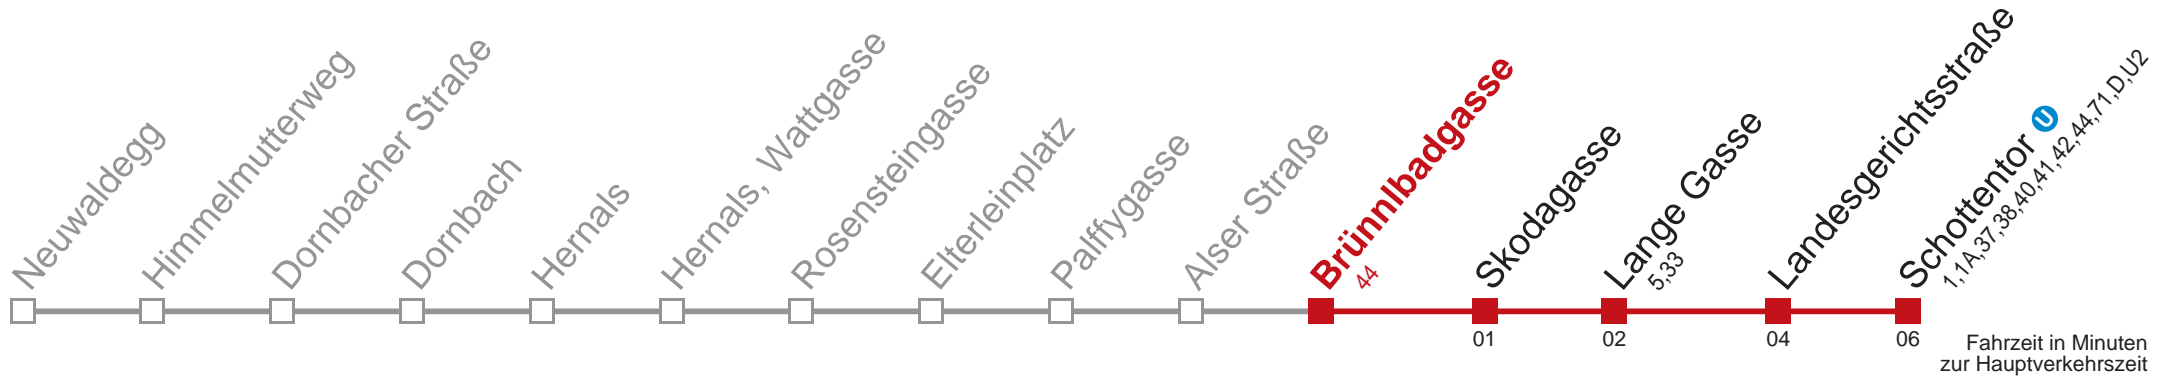 Neuwaldegg
Himmelmutterweg
Dornbacher Straße
Dornbach
Hernals
Hernals, Wattgasse
Rosensteingasse
Elterleinplatz
Palffygasse
Alser Straße
Brünnlbadgasse
44
Skodagasse
Lange Gasse
5,33
Landesgerichtsstraße
Schottentor U
1,1A,37,38,40,41,42,44,71,D,U2
01
02
04
06
Fahrzeit in Minuten
zur Hauptverkehrszeit